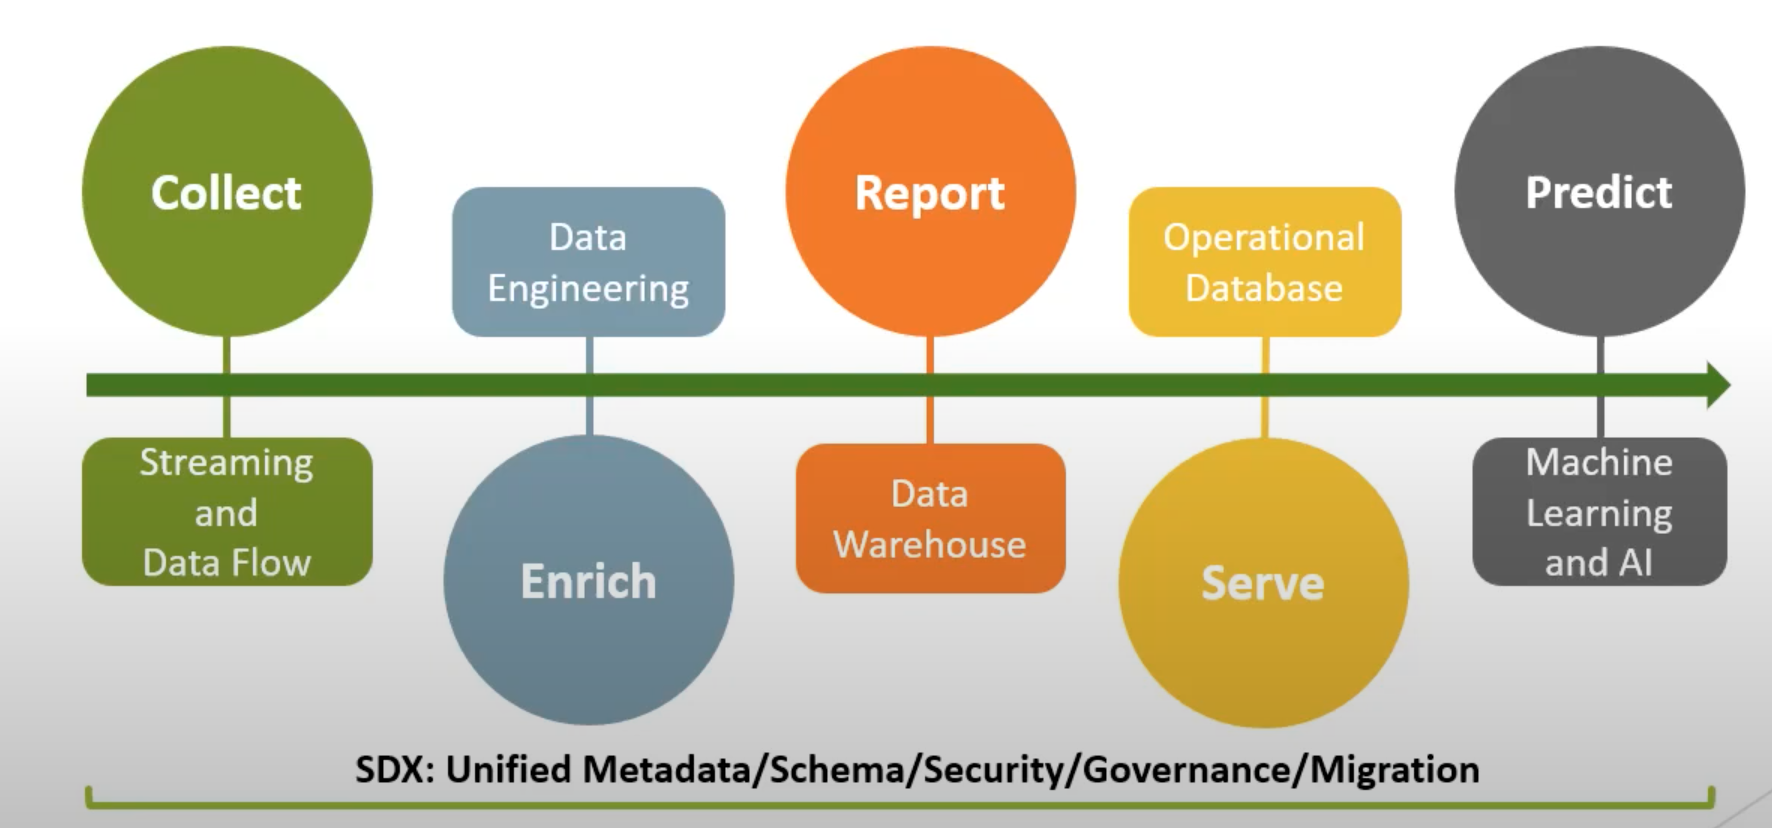 Collect
Streaming
and
Data Flow
Data
Engineering
Enrich
Report
Data
Warehouse
Operational
Database
Serve
Predict
Machine
Learning
and AI
SDX: Unified Metadata/Schema/Security/Governance/Migration